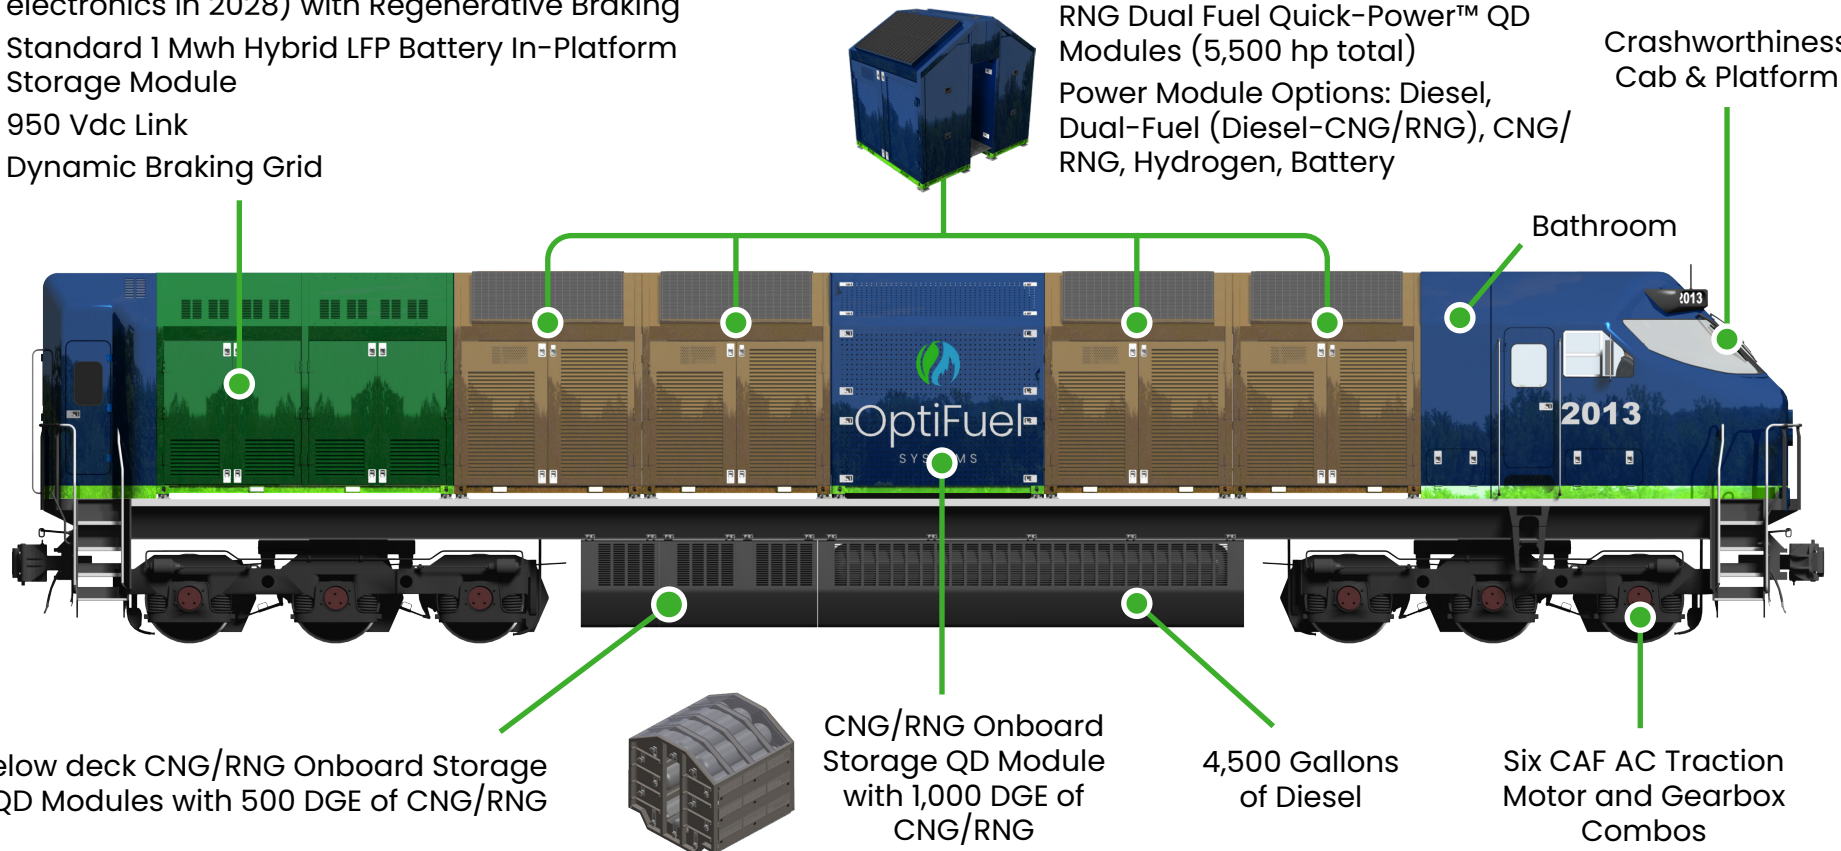 electronics in 2028) with Regenerative Braking
Standard 1 Mwh Hybrid LFP Battery In-Platform
Storage Module
950 Vdc Link
Dynamic Braking Grid
RNG Dual Fuel Quick-Power™ QD
Modules (5,500 hp total)
Power Module Options: Diesel,
Dual-Fuel (Diesel-CNG/RNG), CNG/
RNG, Hydrogen, Battery
Crashworthiness
Cab & Platform
Bathroom
2013
2013
OptiFuel
elow deck CNG/RNG Onboard Storage
QD Modules with 500 DGE of CNG/RNG
CNG/RNG Onboard
Storage QD Module
with 1,000 DGE of
CNG/RNG
4,500 Gallons
of Diesel
Six CAF AC Traction
Motor and Gearbox
Combos